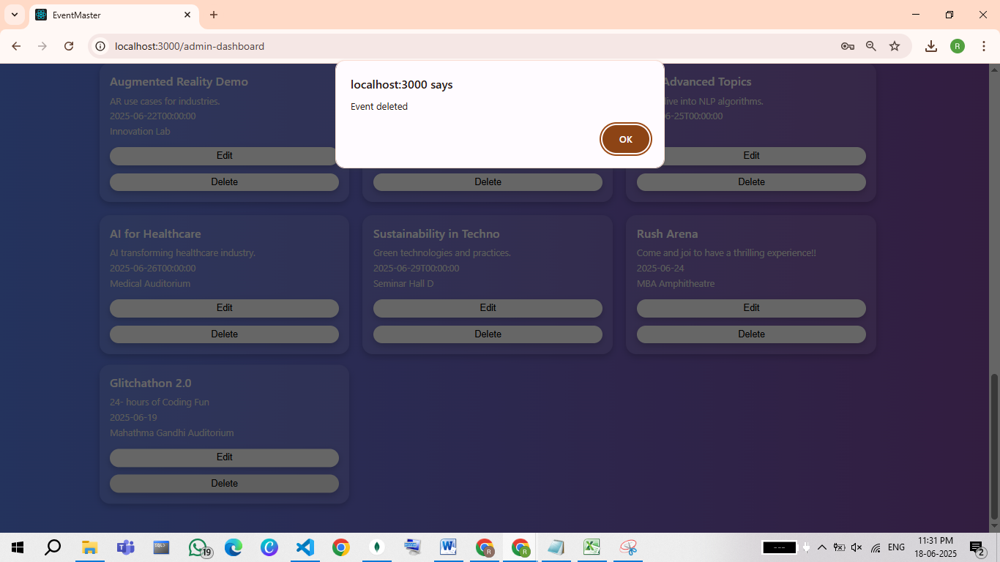 EventMaster
localhost:3000/admin-dashboard
R
localhost:3000 says
Event deleted
OK
Augmented Reality Demo
AR use cases for industries.
2025-06-22T00:00:00
Innovation Lab
Edit
Delete
Delete
Advanced Topics
into NLP algorithms.
6-25T00:00:00
Edit
Delete
AI for Healthcare
AI transforming healthcare industry.
2025-06-26T00:00:00
Medical Auditorium
Edit
Delete
Sustainability in Techno
Green technologies and practices.
2025-06-29T00:00:00
Seminar Hall D
Edit
Delete
Rush Arena
Come and joi to have a thrilling experience!!
2025-06-24
MBA Amphitheatre
Edit
Delete
Glitchathon 2.0
24- hours of Coding Fun
2025-06-19
Mahathma Gandhi Auditorium
Edit
Delete
19
R
R
---
ENG
11:31 PM
18-06-2025
2